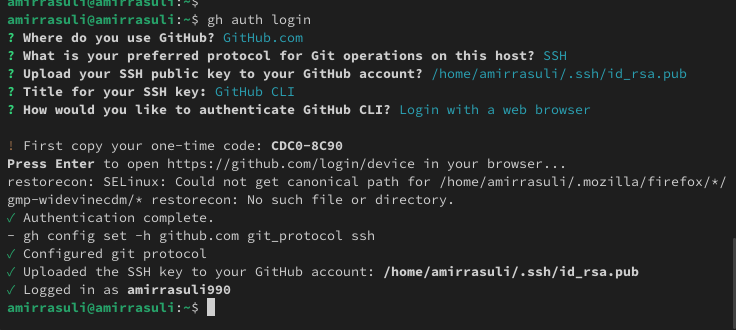 amirrasuli@amirrasuli:~$
amirrasuli@amirrasuli:~$ gh auth login
? Where do you use GitHub? GitHub.com
? What is your preferred protocol for Git operations on this host? SSH
? Upload your SSH public key to your GitHub account? /home/amirrasuli/.ssh/id_rsa.pub
? Title for your SSH key: GitHub CLI
? How would you like to authenticate GitHub CLI? Login with a web browser
! First copy your one-time code: CDC0-8C90
Press Enter to open https://github.com/login/device in your browser...
restorecon: SELinux: Could not get canonical path for /home/amirrasuli/.mozilla/firefox/*/
gmp-widevinecdm/* restorecon: No such file or directory.
✓ Authentication complete.
- gh config set -h github.com git_protocol ssh
✓ Configured git protocol
✓ Uploaded the SSH key to your GitHub account: /home/amirrasuli/.ssh/id_rsa.pub
✓ Logged in as amirrasuli990
amirrasuli@amirrasuli:~$